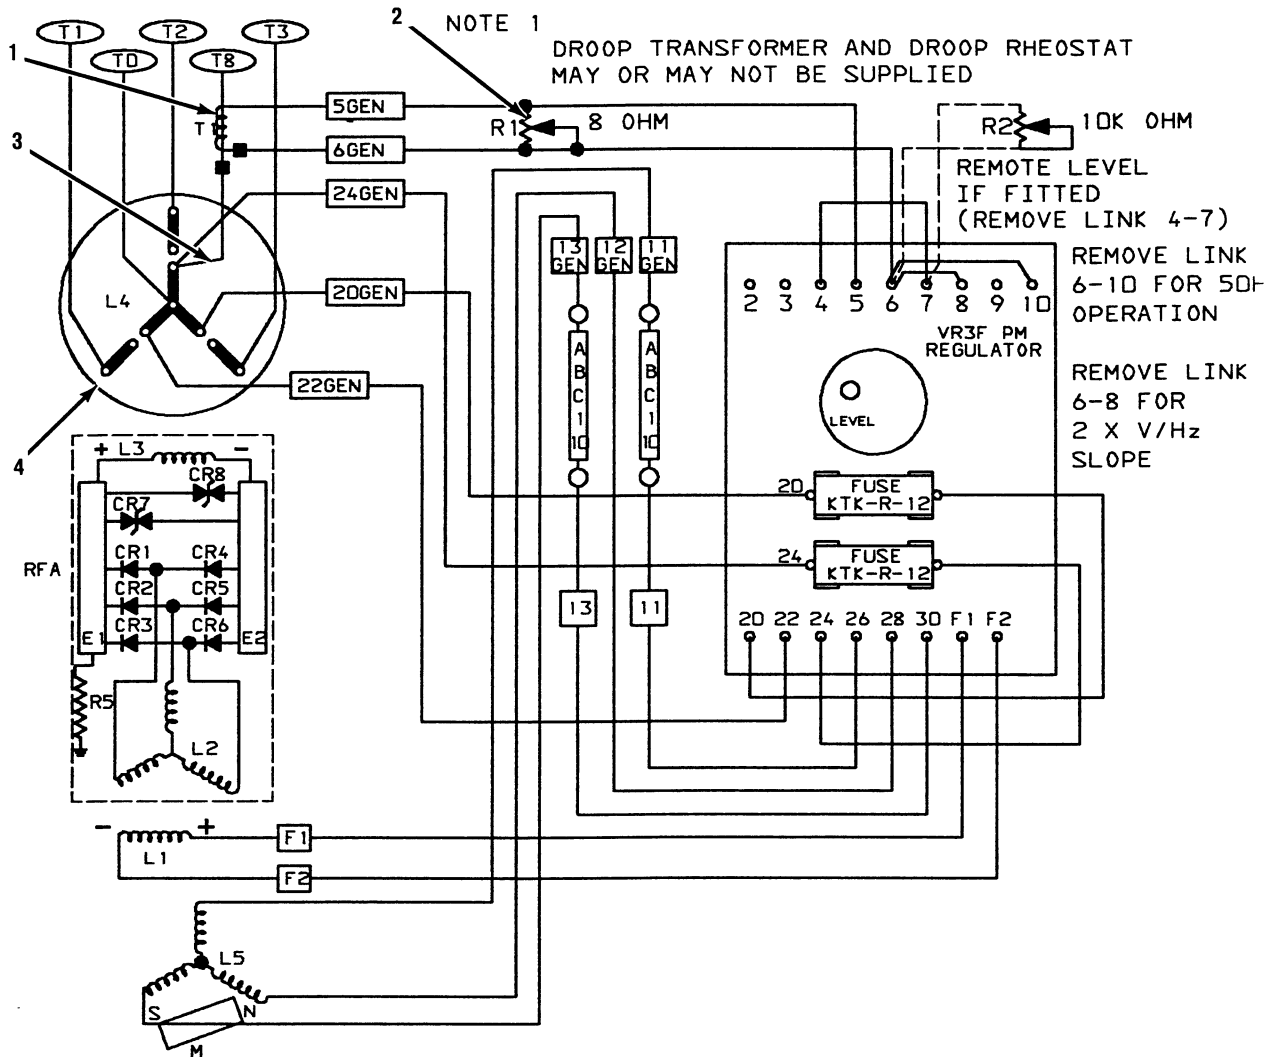 T1
T2
T3
T0
T8
1
2
NOTE 1
DROOP TRANSFORMER AND DROOP RHEOSTAT
MAY OR MAY NOT BE SUPPLIED
5GEN
T1
R1
8 OHM
R2
10K OHM
3
6GEN
REMOTE LEVEL
IF FITTED
(REMOVE LINK 4-7)
24GEN
13
GEN
12
GEN
11
GEN
REMOVE LINK
6-10 FOR 50H
OPERATION
L4
20GEN
2 3 4 5 6 7 8 9 10
VR3F PM
REGULATOR
A
B
C
1
10
A
B
C
1
10
22GEN
LEVEL
REMOVE LINK
6-8 FOR
2 X V/Hz
SLOPE
4
+ L3 -
CR8
CR7
20
FUSE
KTK-R-12
24
FUSE
KTK-R-12
RFA
CR1 CR4
CR2 CR5
CR3 CR6
E1 E2
13
11
20 22 24 26 28 30 F1 F2
R5
L2
- +
L1
F1
F2
L5
S
N
M